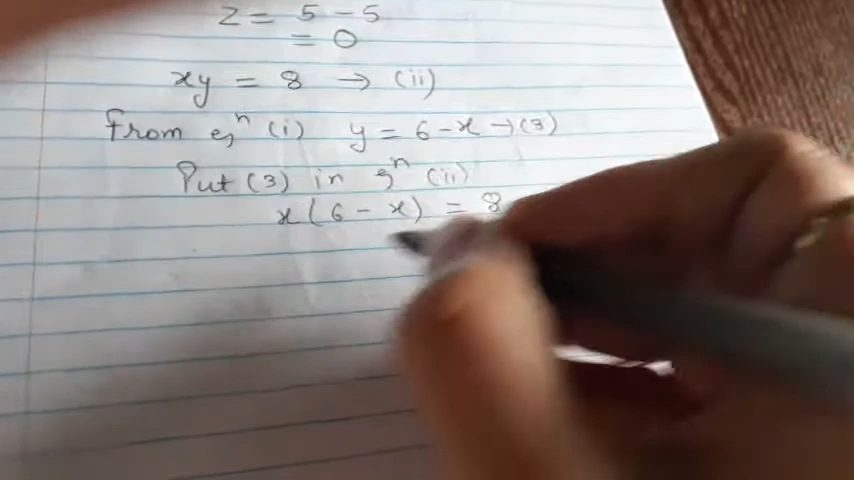 z = 5 - 5
= 0
xy = 8 → (ii)
From eqⁿ (i) y = 6 - x → (3)
Put (3) in eqⁿ (ii)
x(6 - x) = 8